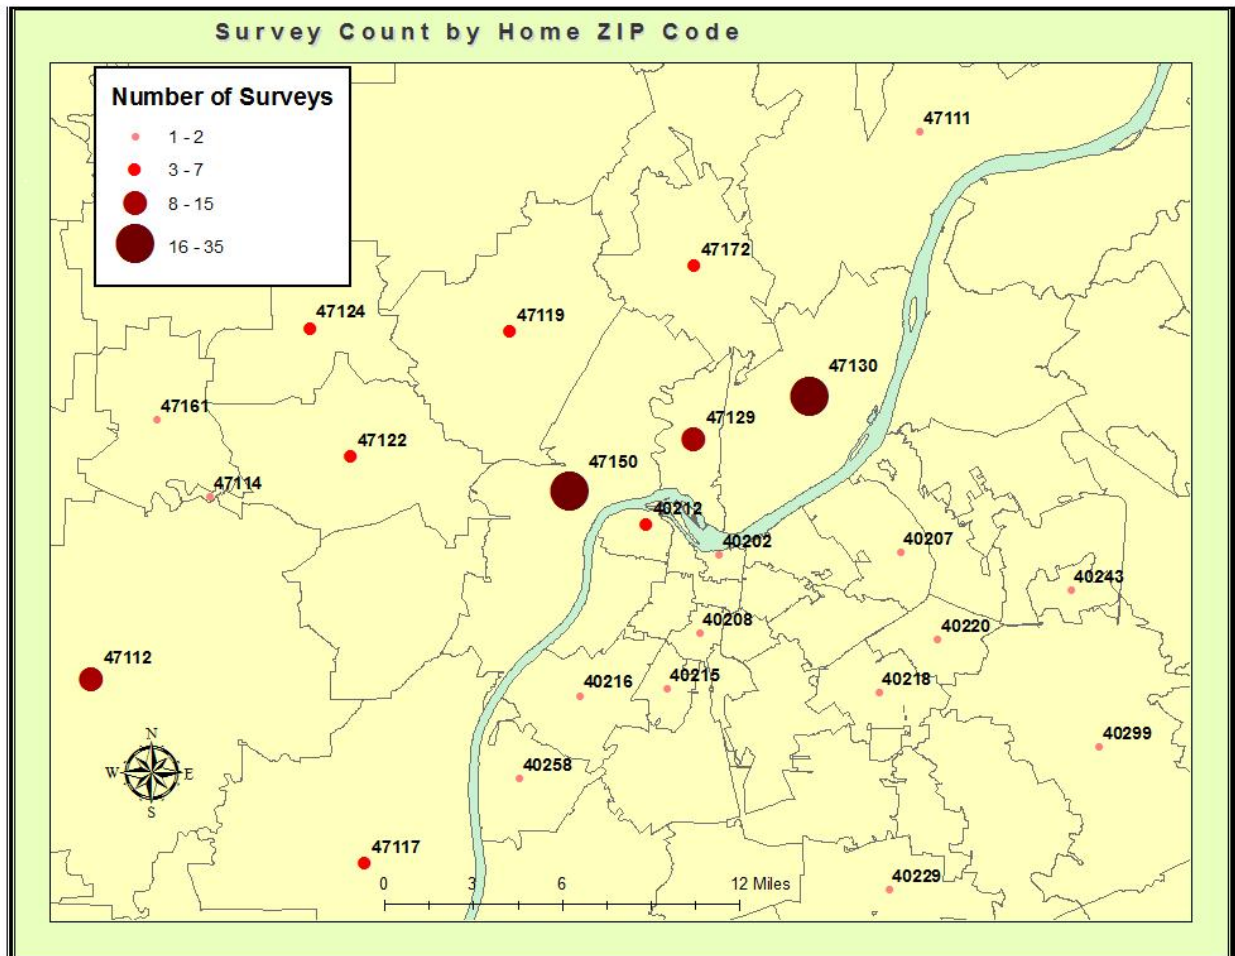 Survey Count by Home ZIP Code
Number of Surveys
1 - 2
3 - 7
8 - 15
16 - 35
47111
47172
47124
47119
47130
47161
47129
47122
47150
47114
40212
40202
40207
40243
40208
40220
47112
40215
40216
40218
40299
N
W E
S
40258
47117
0 3 6 12 Miles
40229